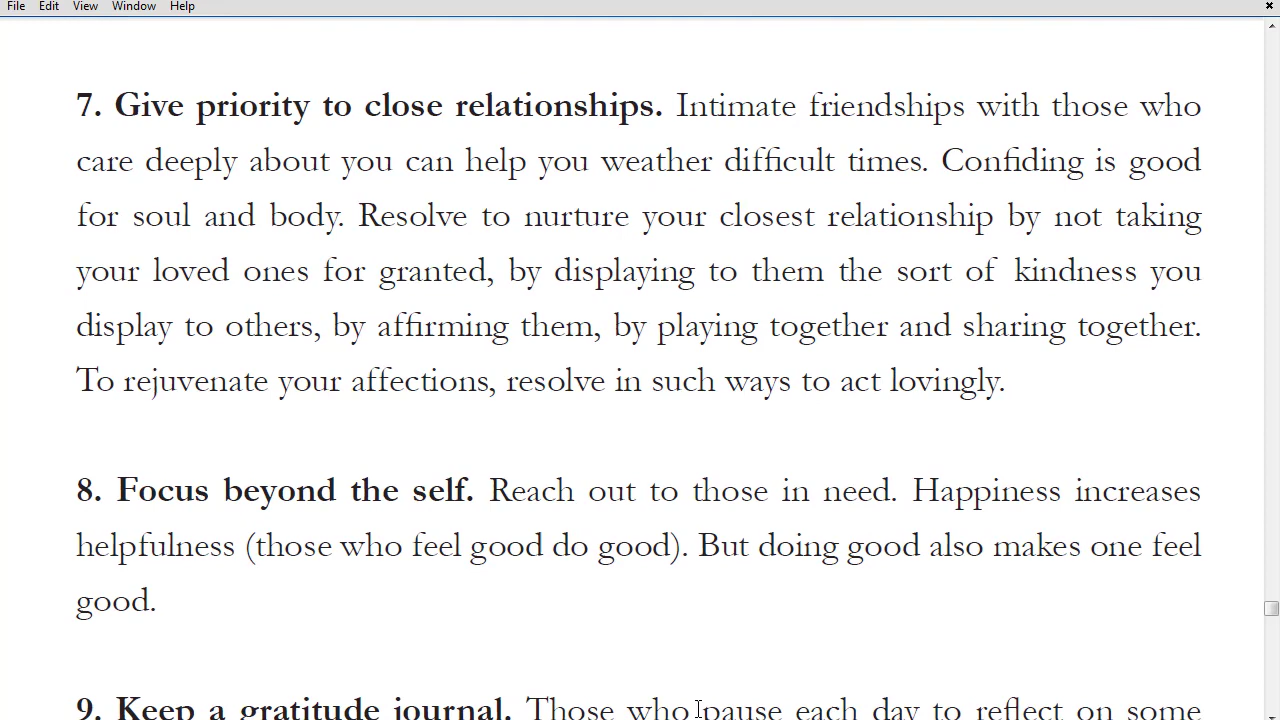 File Edit View Window Help
7. Give priority to close relationships. Intimate friendships with those who
care deeply about you can help you weather difficult times. Confiding is good
for soul and body. Resolve to nurture your closest relationship by not taking
your loved ones for granted, by displaying to them the sort of kindness you
display to others, by affirming them, by playing together and sharing together.
To rejuvenate your affections, resolve in such ways to act lovingly.
8. Focus beyond the self. Reach out to those in need. Happiness increases
helpfulness (those who feel good do good). But doing good also makes one feel
good.
9. Keep a gratitude journal. Those who pause each day to reflect on some